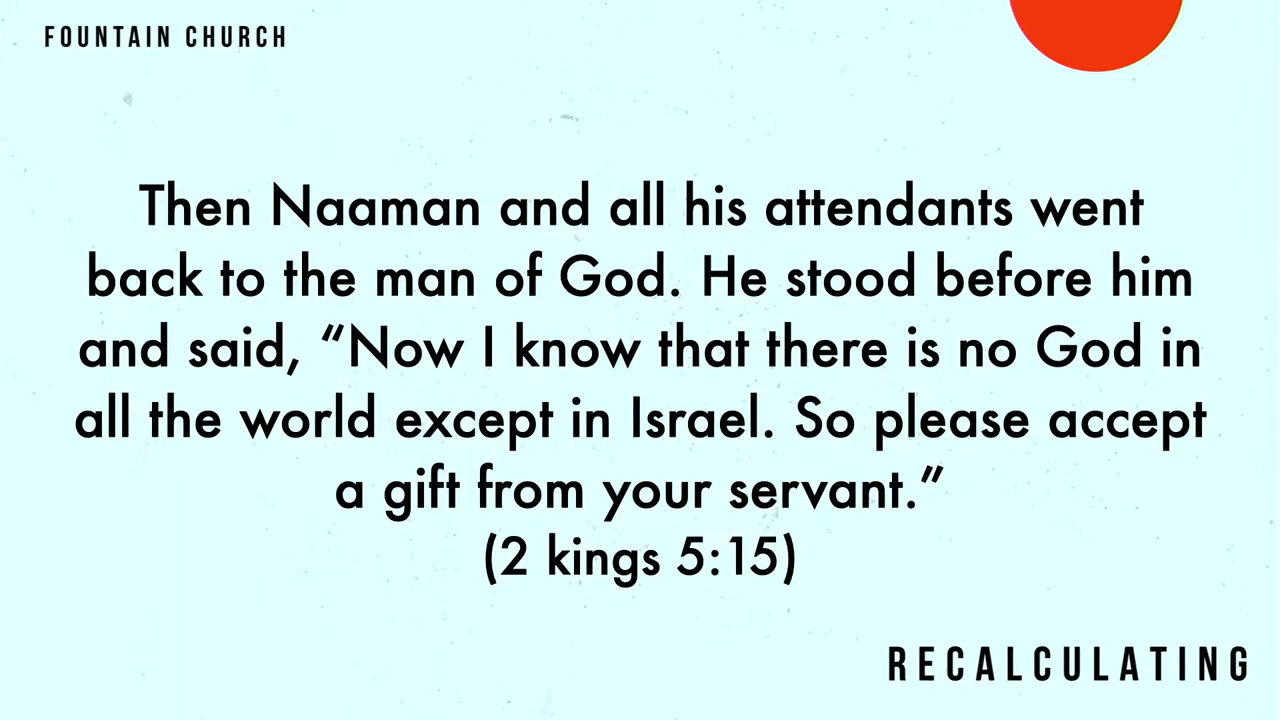 FOUNTAIN CHURCH
Then Naaman and all his attendants went
back to the man of God. He stood before him
and said, “Now I know that there is no God in
all the world except in Israel. So please accept
a gift from your servant.”
(2 kings 5:15)
RECALCULATING